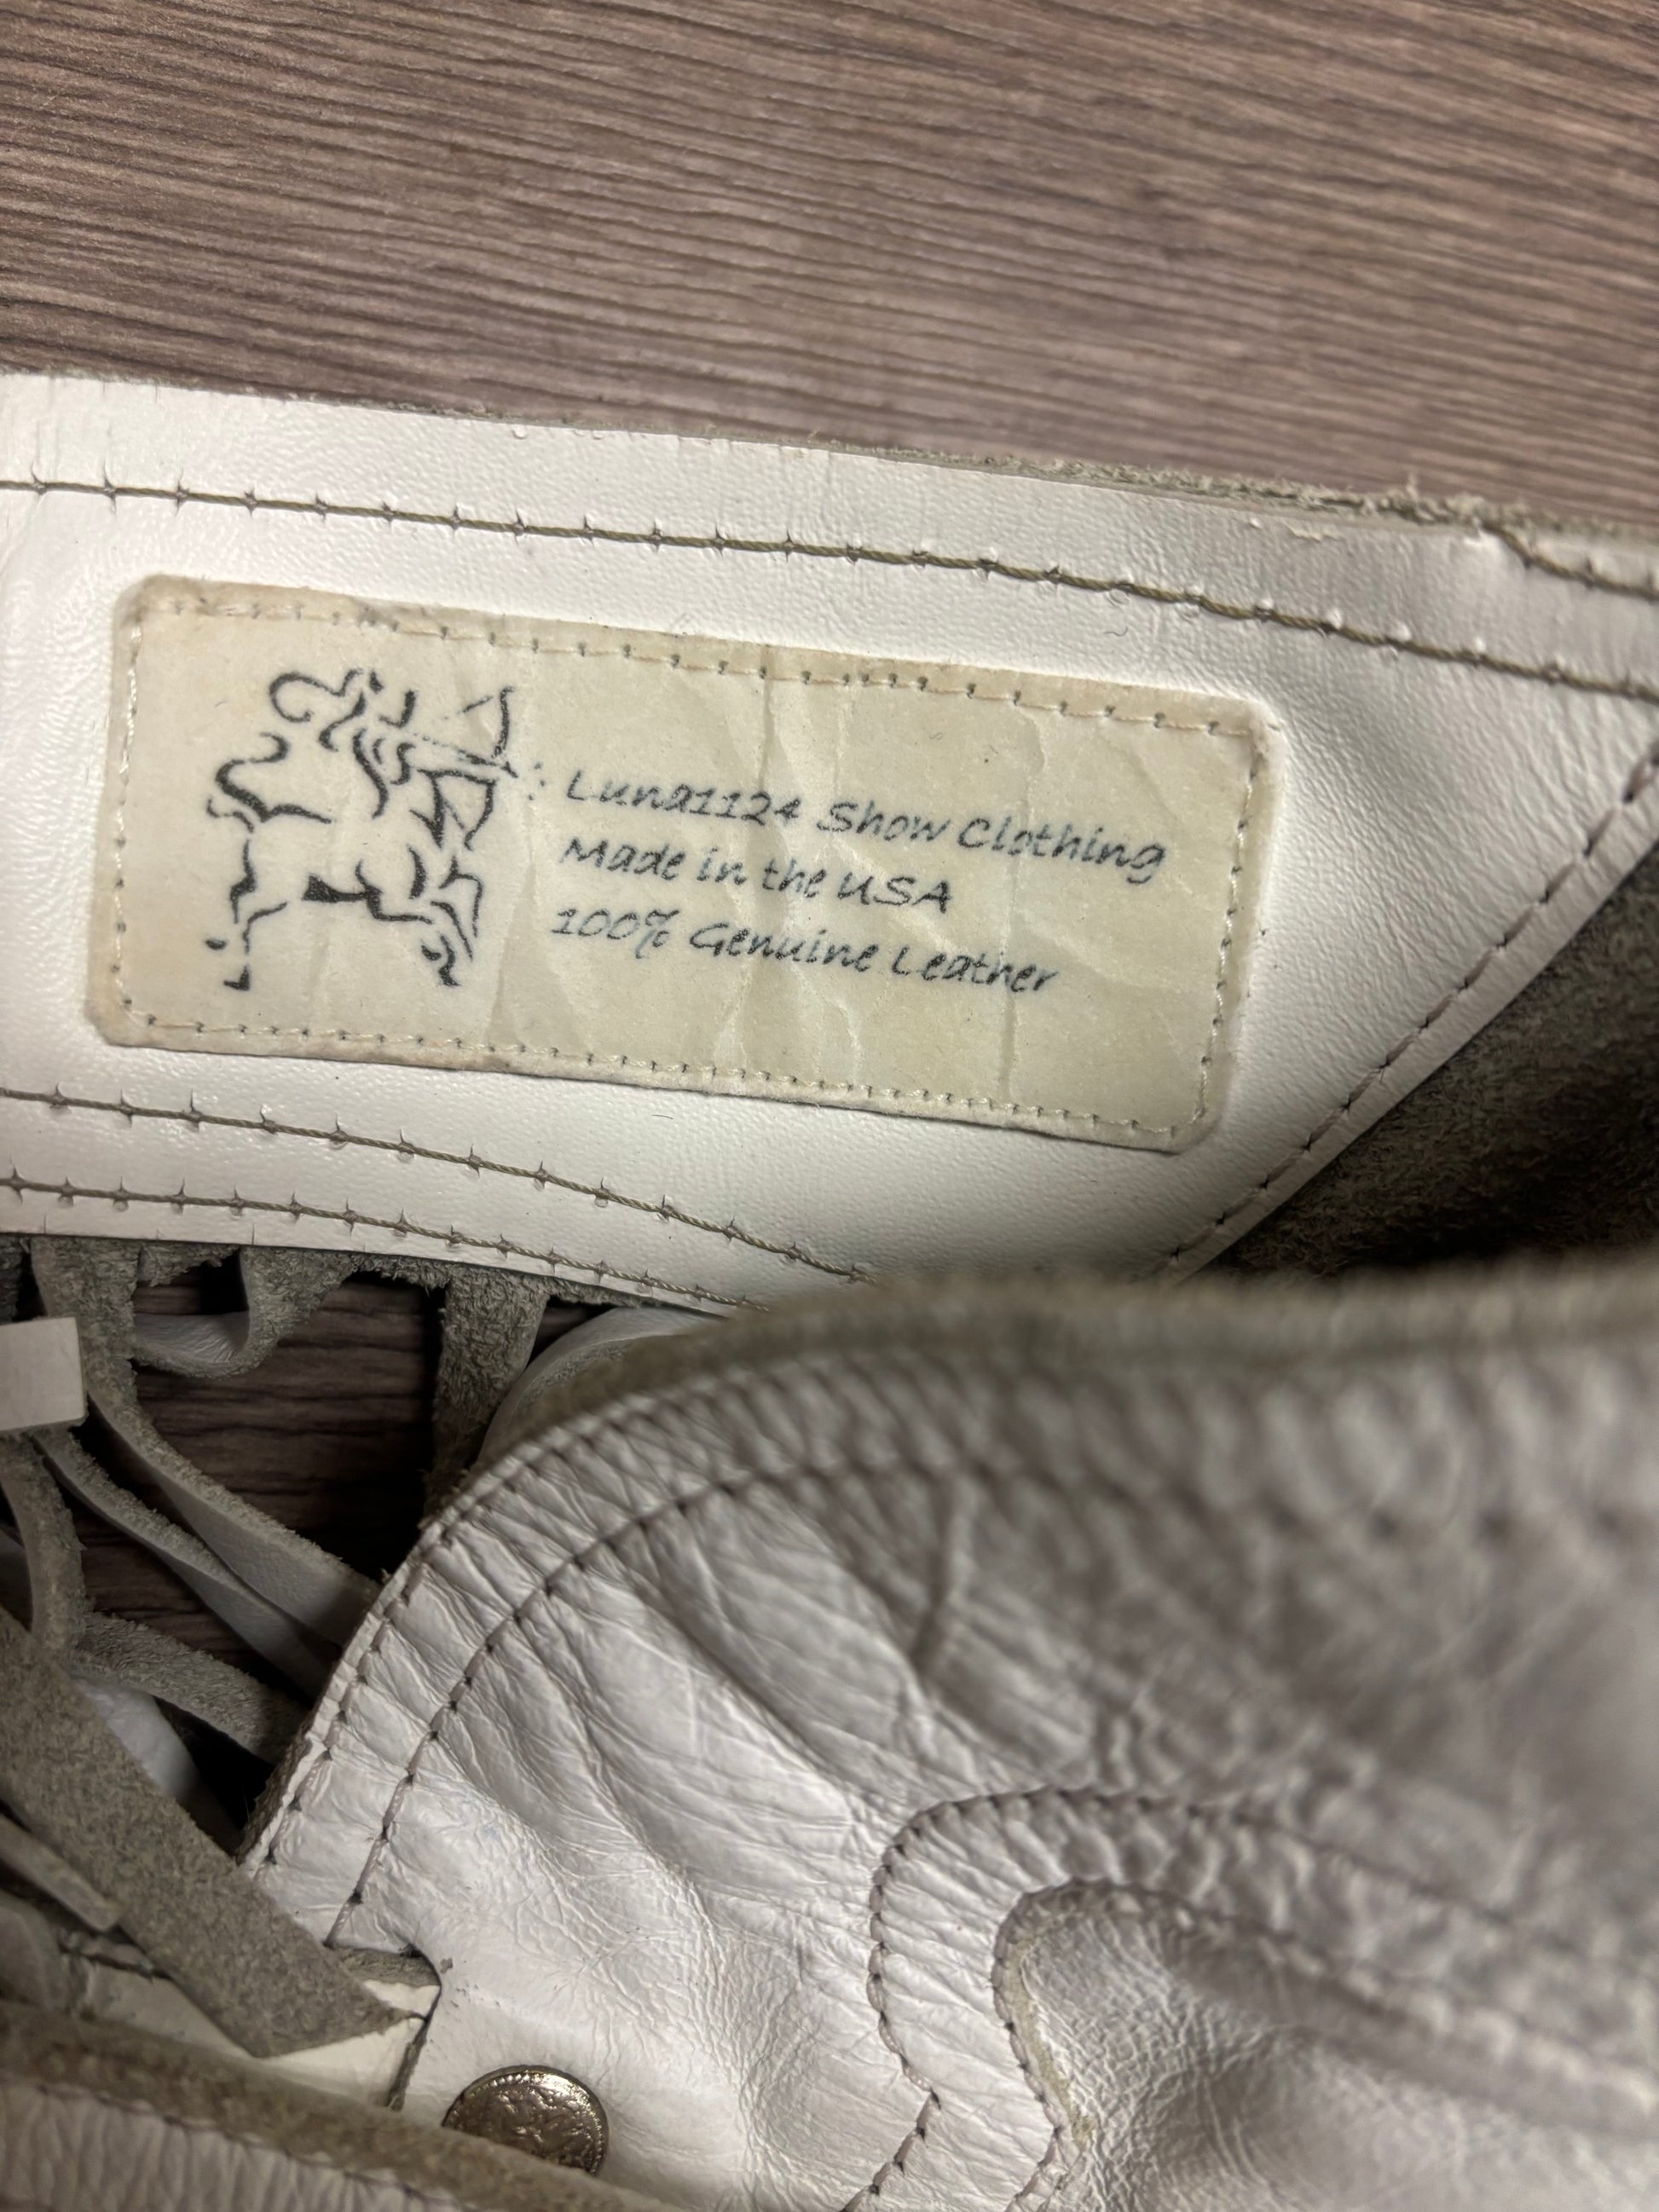 Luna1124 Show Clothing
Made in the USA
100% Genuine Leather